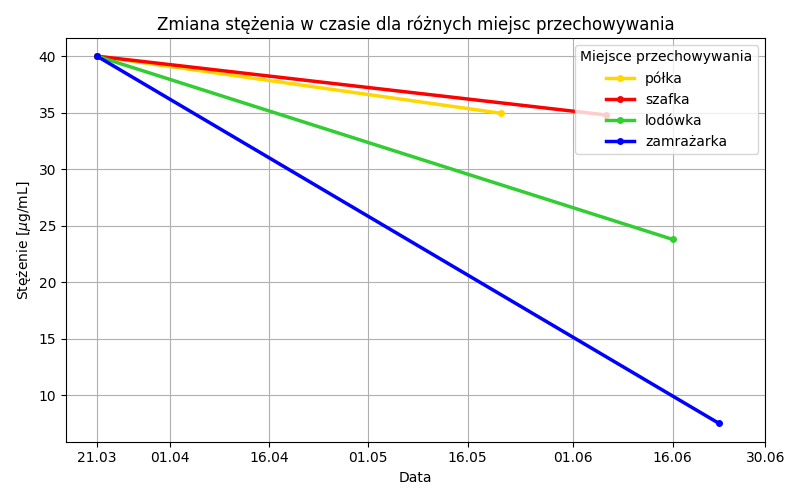 Zmiana stężenia w czasie dla różnych miejsc przechowywania
Stężenie [μg/mL]
40
35
30
25
20
15
10
Miejsce przechowywania
półka
szafka
lodówka
zamrażarka
21.03 01.04 16.04 01.05 16.05 01.06 16.06 30.06
Data